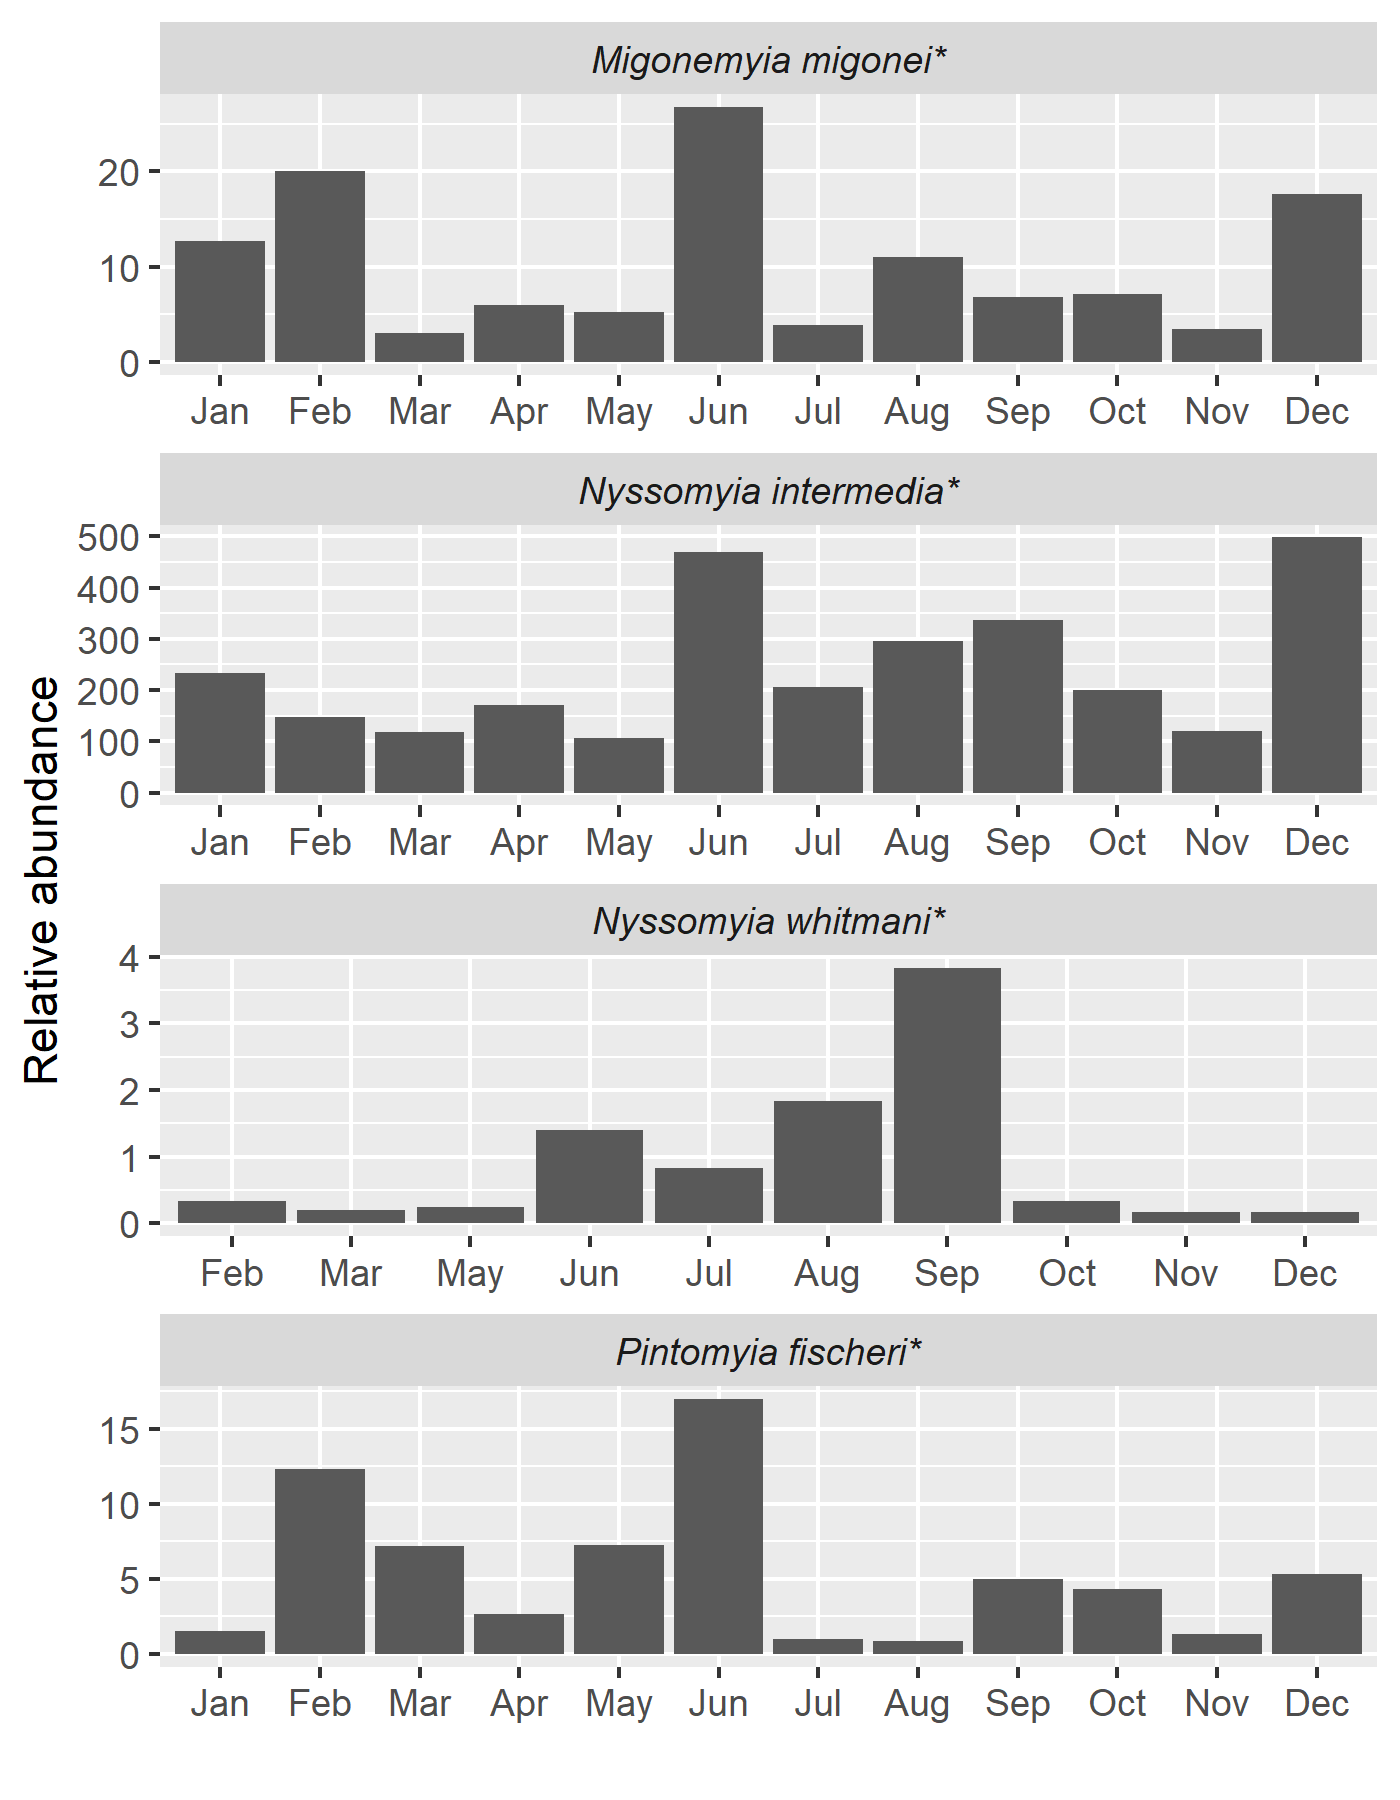 Migonemyia migonei*
20
10
0
Jan Feb Mar Apr May Jun Jul Aug Sep Oct Nov Dec
Nyssomyia intermedia*
500
400
300
200
100
0
Jan Feb Mar Apr May Jun Jul Aug Sep Oct Nov Dec
Relative abundance
Nyssomyia whitmani*
4
3
2
1
0
Feb Mar May Jun Jul Aug Sep Oct Nov Dec
Pintomyia fischeri*
15
10
5
0
Jan Feb Mar Apr May Jun Jul Aug Sep Oct Nov Dec